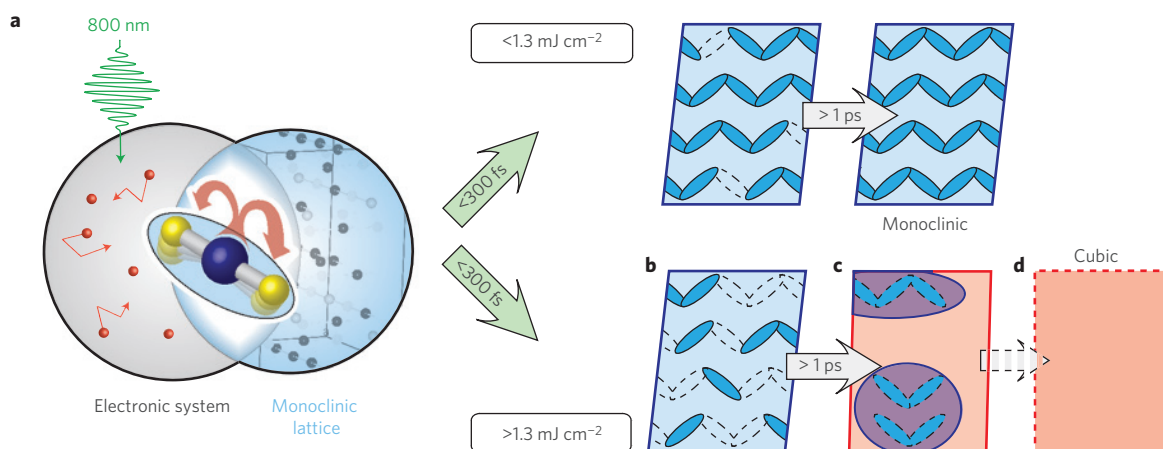 a
800 nm
<1.3 mJ cm⁻²
<300 fs
> 1 ps
Monoclinic
<300 fs
b
c
d
Cubic
> 1 ps
Electronic system
Monoclinic
lattice
>1.3 mJ cm⁻²